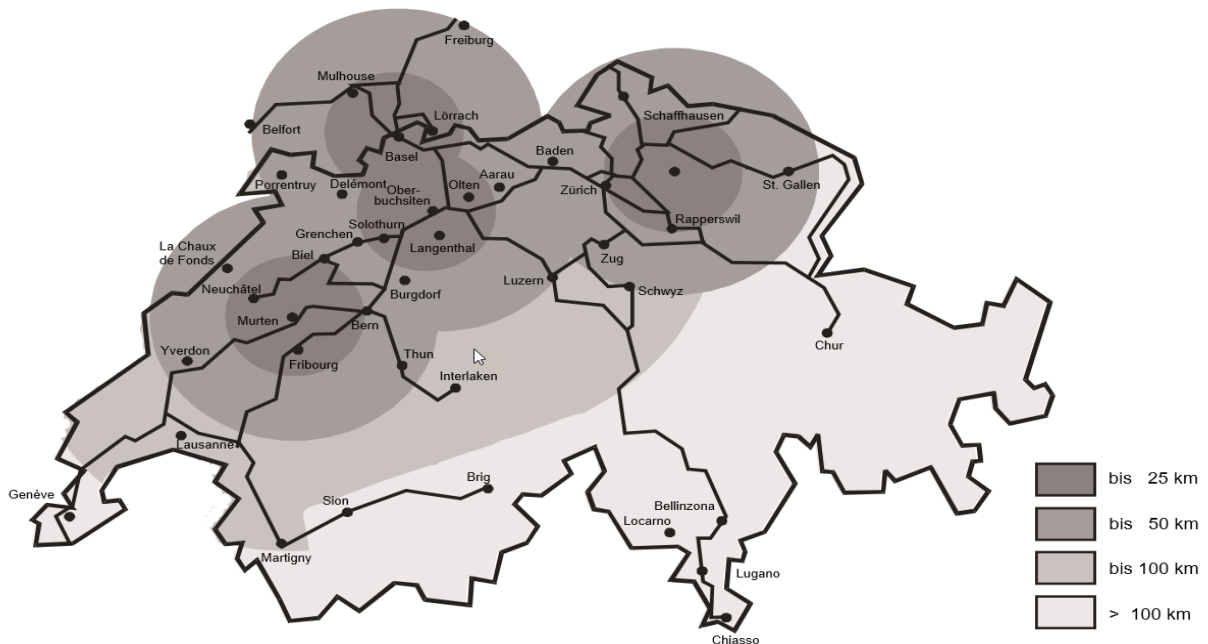 Freiburg
Mulhouse
Lörrach
Belfort
Schaffhausen
Basel
Baden
Porrentruy
Delémont
Ober-
buchsiten
Olten
Aarau
Zürich
St. Gallen
Solothurn
Rapperswil
Grenchen
La Chaux
de Fonds
Biel
Langenthal
Zug
Neuchâtel
Burgdorf
Luzern
Schwyz
Murten
Bern
Chur
Yverdon
Fribourg
Thun
Interlaken
Lausanne
Genève
Sion
Brig
Bellinzona
Locarno
Martigny
Lugano
Chiasso
bis 25 km
bis 50 km
bis 100 km
> 100 km